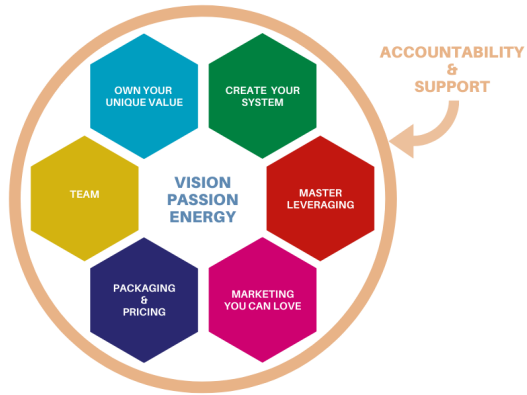 ACCOUNTABILITY
&
SUPPORT
OWN YOUR
UNIQUE VALUE
CREATE YOUR
SYSTEM
TEAM
VISION
PASSION
ENERGY
MASTER
LEVERAGING
PACKAGING
&
PRICING
MARKETING
YOU CAN LOVE